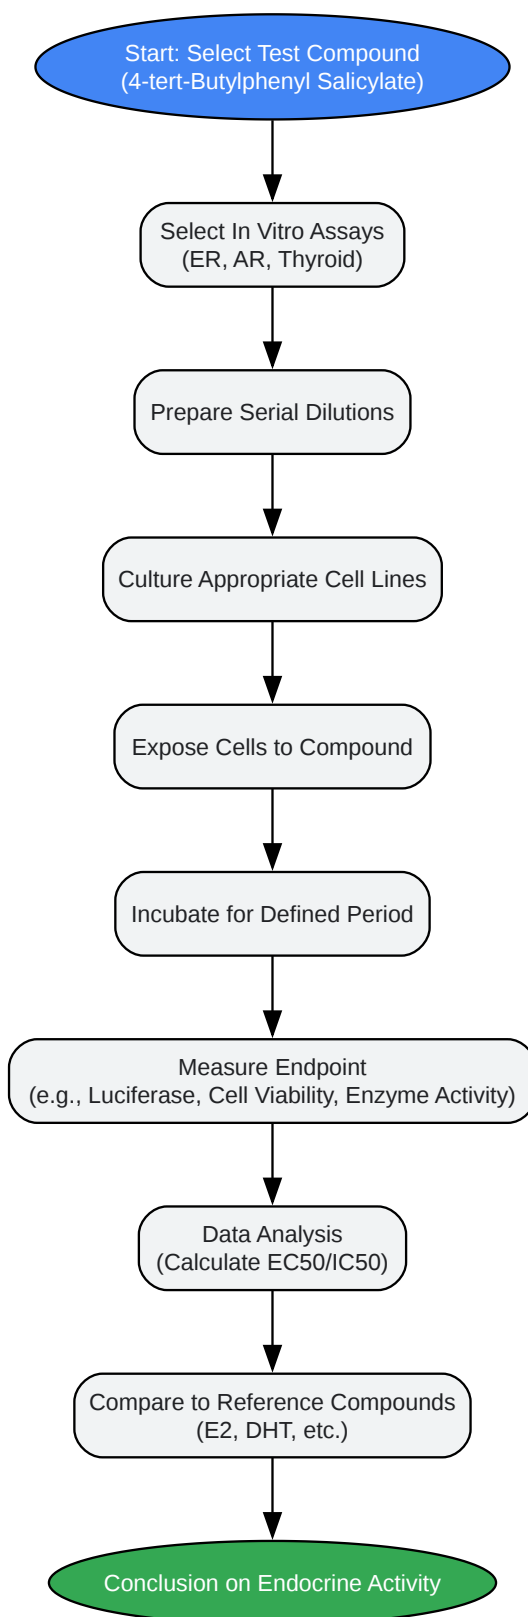 Start: Select Test Compound
(4-tert-Butylphenyl Salicylate)
Select In Vitro Assays
(ER, AR, Thyroid)
Prepare Serial Dilutions
Culture Appropriate Cell Lines
Expose Cells to Compound
Incubate for Defined Period
Measure Endpoint
(e.g., Luciferase, Cell Viability, Enzyme Activity)
Data Analysis
(Calculate EC50/IC50)
Compare to Reference Compounds
(E2, DHT, etc.)
Conclusion on Endocrine Activity